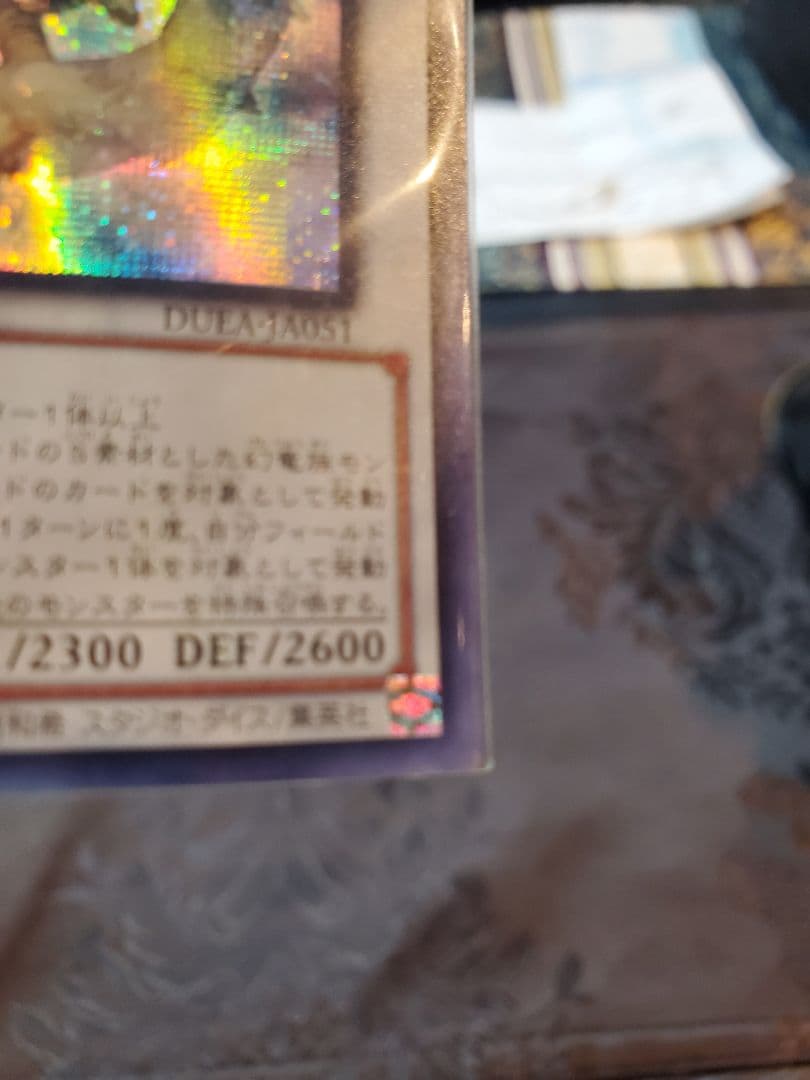 DUEA-JA051
ター1体以上
ードのS素材とした幻竜族モン
ドのカードを対象として発動
1ターンに1度、自分フィールド
ンスター1体を対象として発動
のモンスターを特殊召喚する。
/2300 DEF/2600
和希 スタジオ・ダイス/集英社